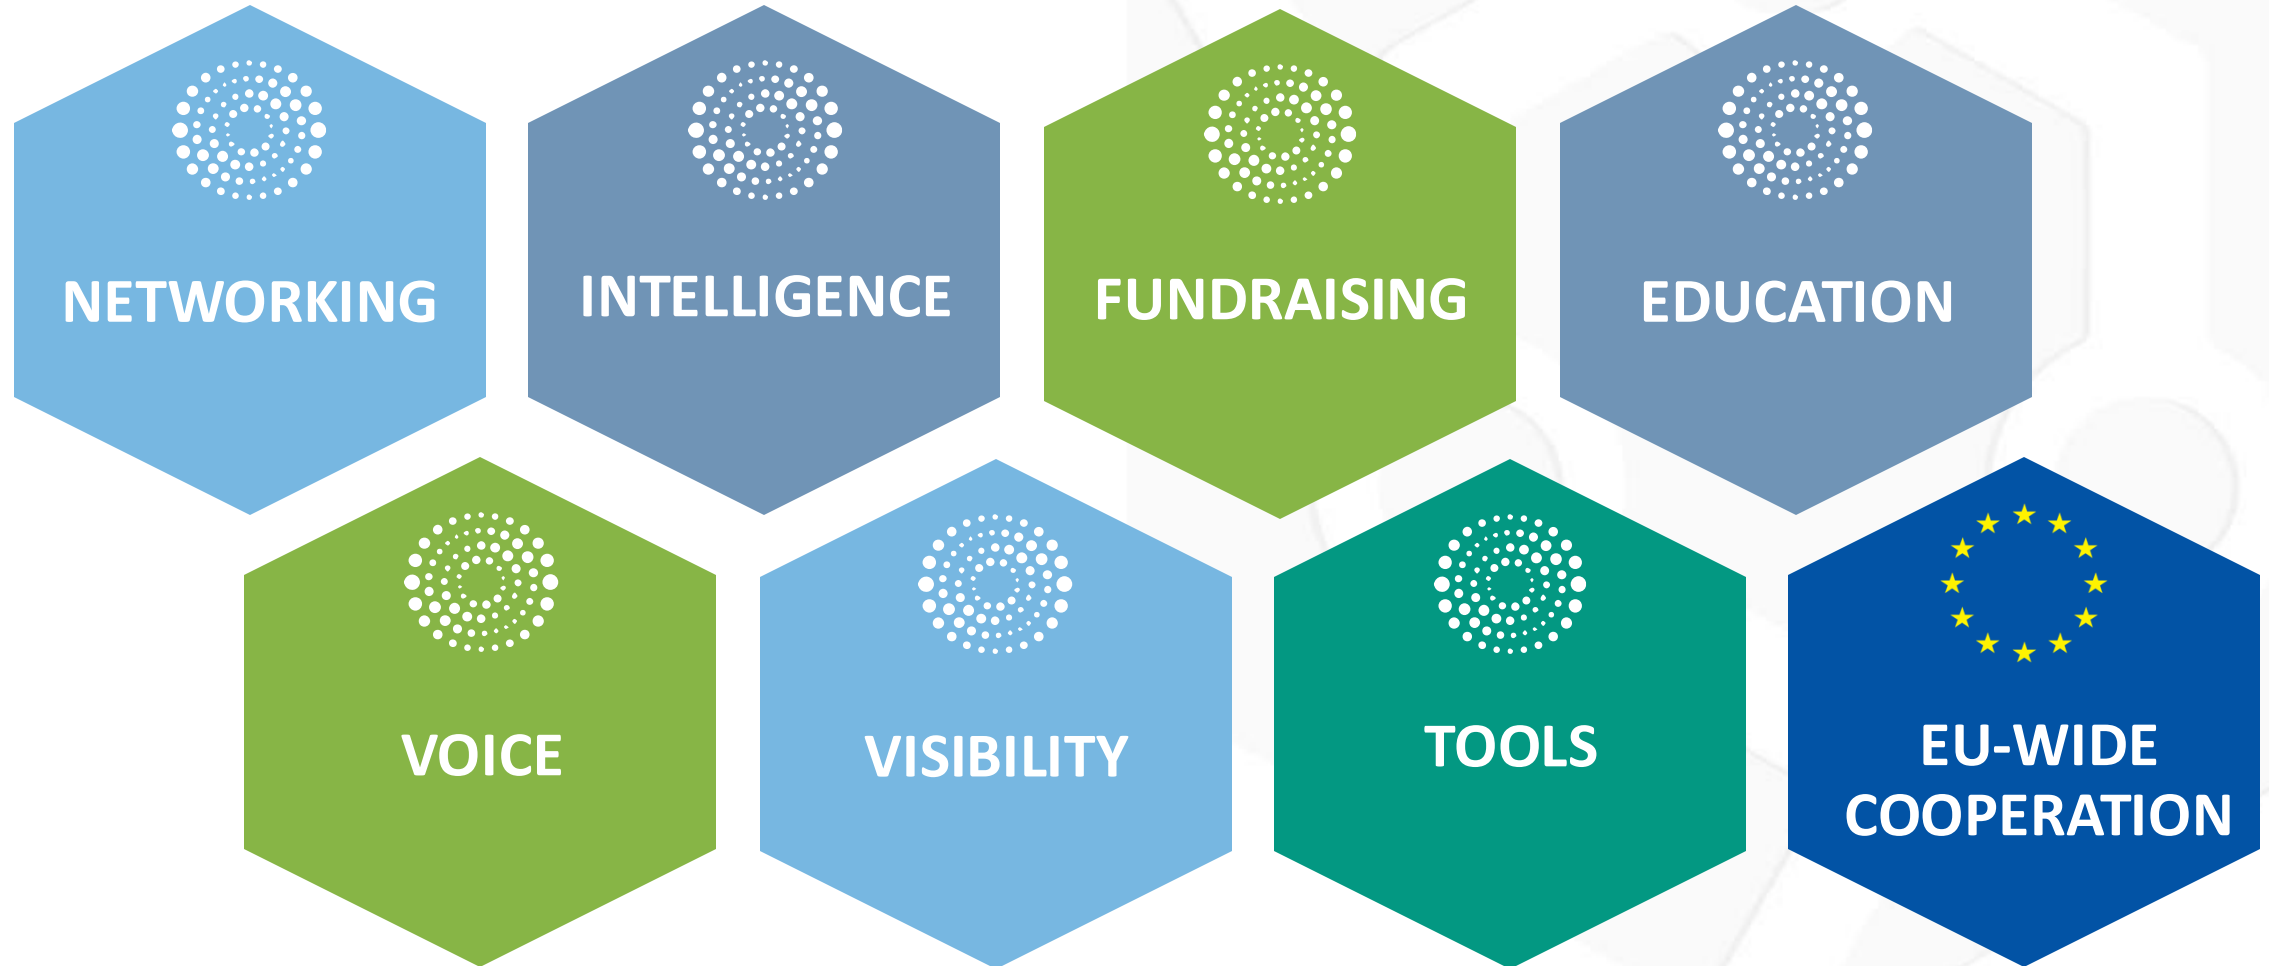 NETWORKING
INTELLIGENCE
FUNDRAISING
EDUCATION
VOICE
VISIBILITY
TOOLS
EU-WIDE
COOPERATION